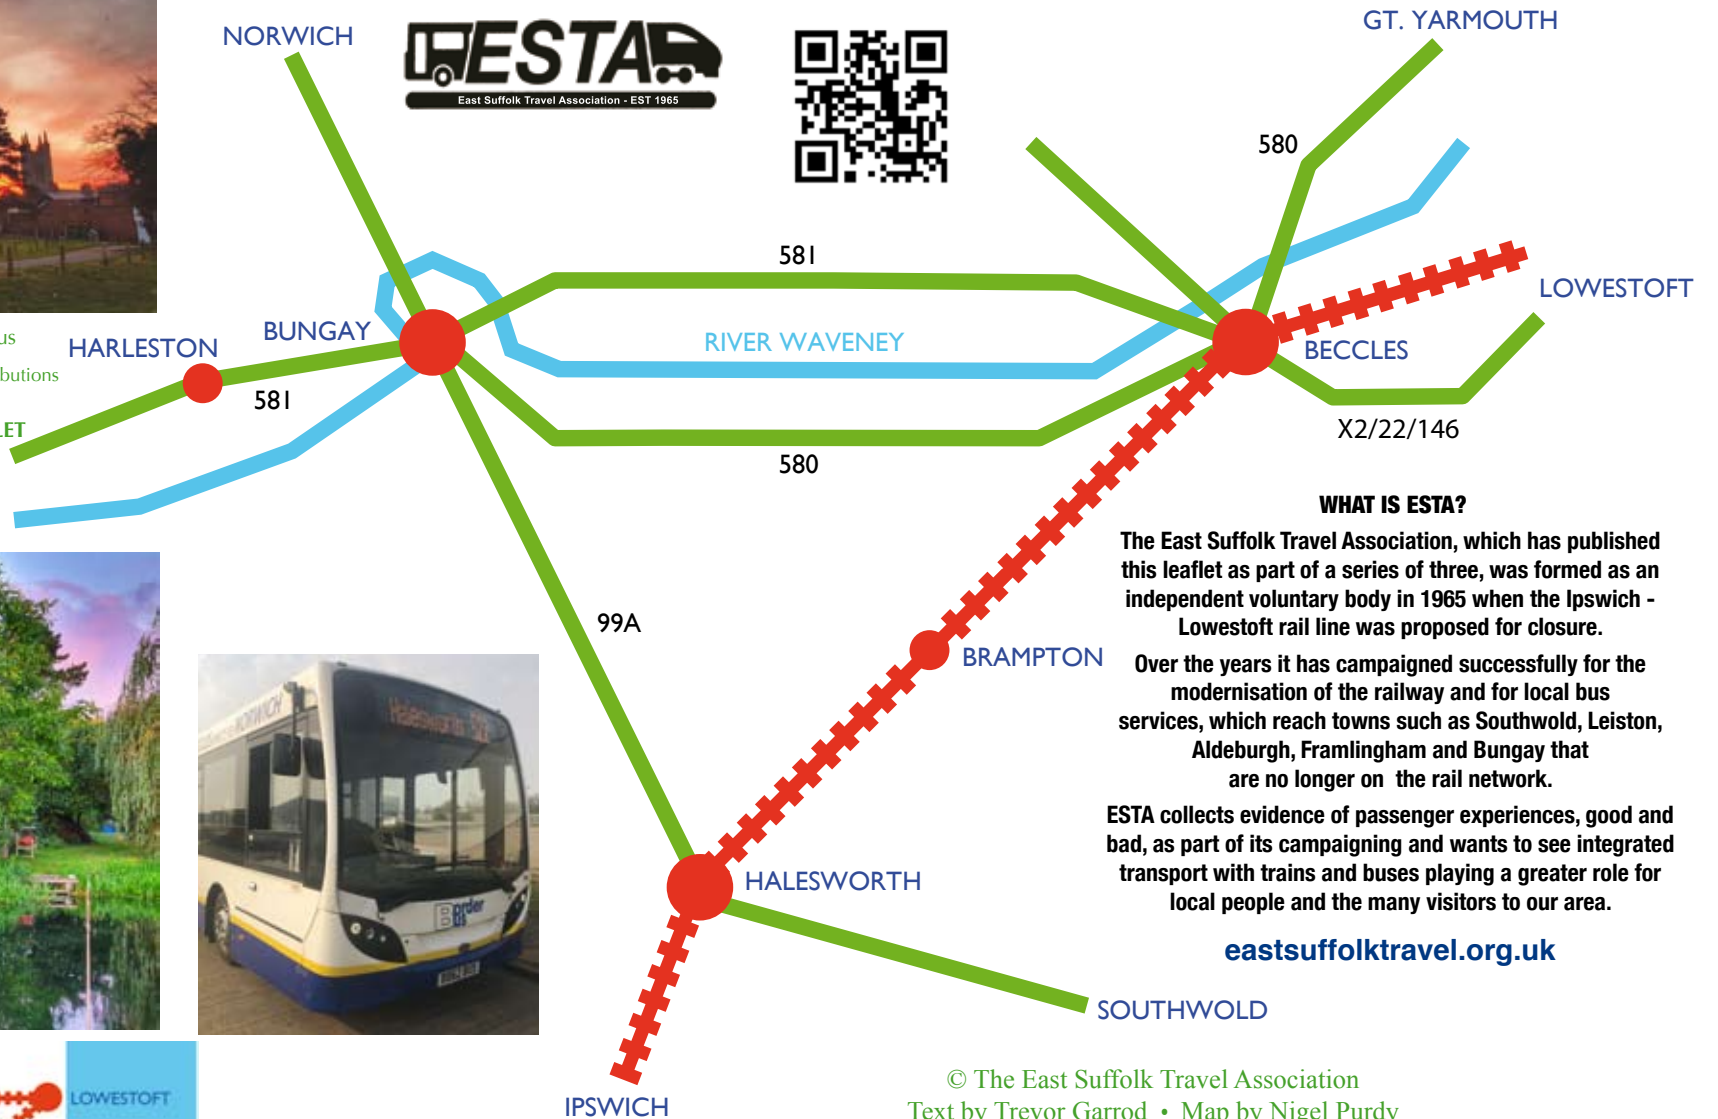 NORWICH
ESTA
East Suffolk Travel Association - EST 1965
GT. YARMOUTH
580
581
LOWESTOFT
us
HARLESTON
BUNGAY
RIVER WAVENEY
BECCLES
butions
581
LET
X2/22/146
580
WHAT IS ESTA?
The East Suffolk Travel Association, which has published
this leaflet as part of a series of three, was formed as an
independent voluntary body in 1965 when the Ipswich -
Lowestoft rail line was proposed for closure.
99A
BRAMPTON
Over the years it has campaigned successfully for the
modernisation of the railway and for local bus
services, which reach towns such as Southwold, Leiston,
Aldeburgh, Framlingham and Bungay that
are no longer on the rail network.
ESTA collects evidence of passenger experiences, good and
bad, as part of its campaigning and wants to see integrated
transport with trains and buses playing a greater role for
local people and the many visitors to our area.
eastsuffolktravel.org.uk
NORWICH
Halesworth
Border
Bus
HALESWORTH
SOUTHWOLD
IPSWICH
LOWESTOFT
© The East Suffolk Travel Association
Text by Trevor Garrod • Map by Nigel Purdy